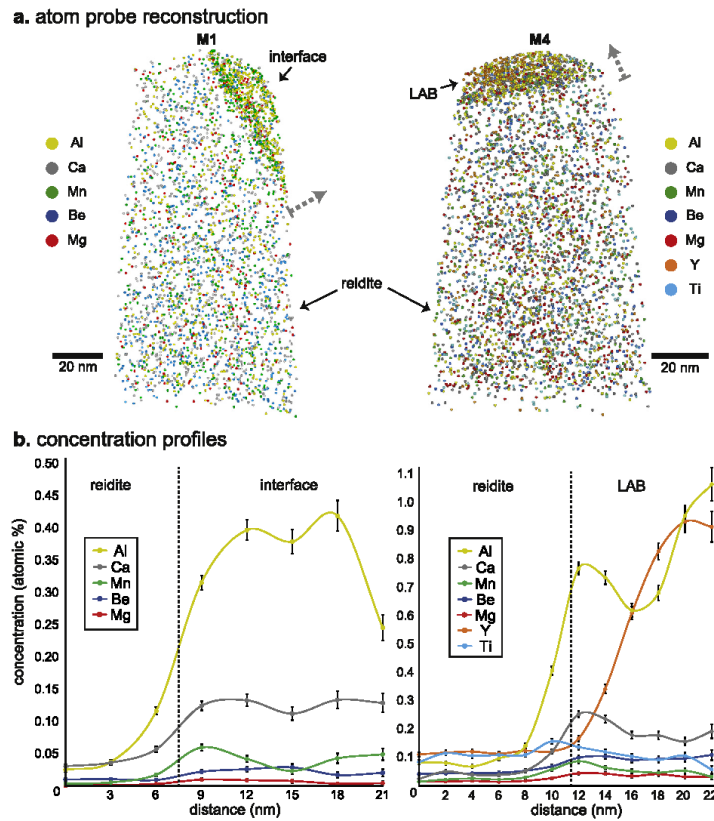 a. atom probe reconstruction
M1
interface
M4
LAB
Al
Ca
Mn
Be
Mg
Al
Ca
Mn
Be
Mg
Y
Ti
reidite
20 nm
20 nm
b. concentration profiles
0.50
0.40
0.30
0.25
0.20
0.15
0.10
0.05
0
concentration (atomic %)
reidite
interface
Al
Ca
Mn
Be
Mg
3
6
9
12
15
18
21
distance (nm)
1.1
1.0
0.9
0.8
0.7
0.6
0.5
0.4
0.3
0.2
0.1
0
reidite
LAB
Al
Ca
Mn
Be
Mg
Y
Ti
2
4
6
8
10
12
14
16
18
20
22
distance (nm)